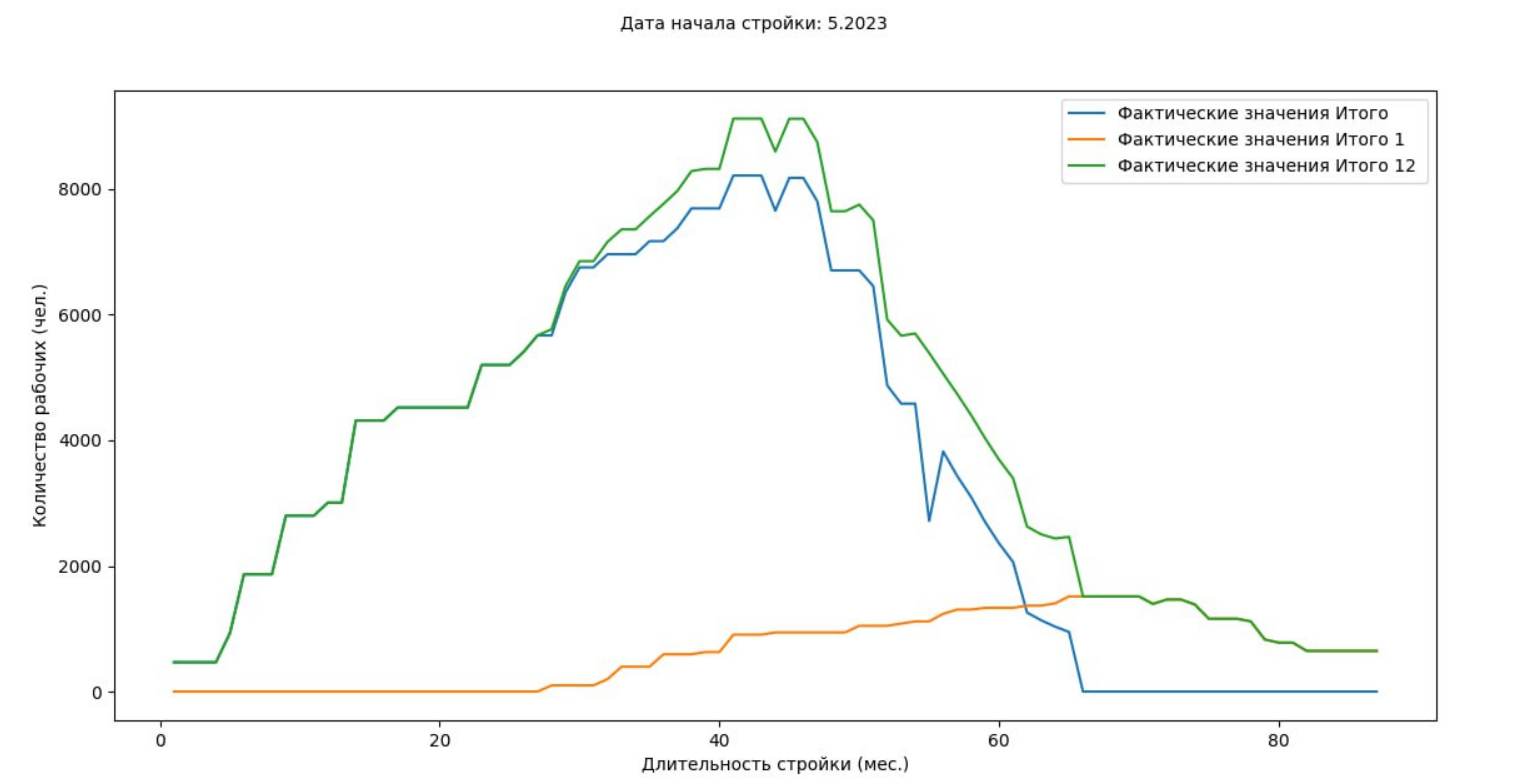 Дата начала стройки: 5.2023
Фактические значения Итого
Фактические значения Итого 1
Фактические значения Итого 12
Количество рабочих (чел.)
8000
6000
4000
2000
0
0 20 40 60 80
Длительность стройки (мес.)